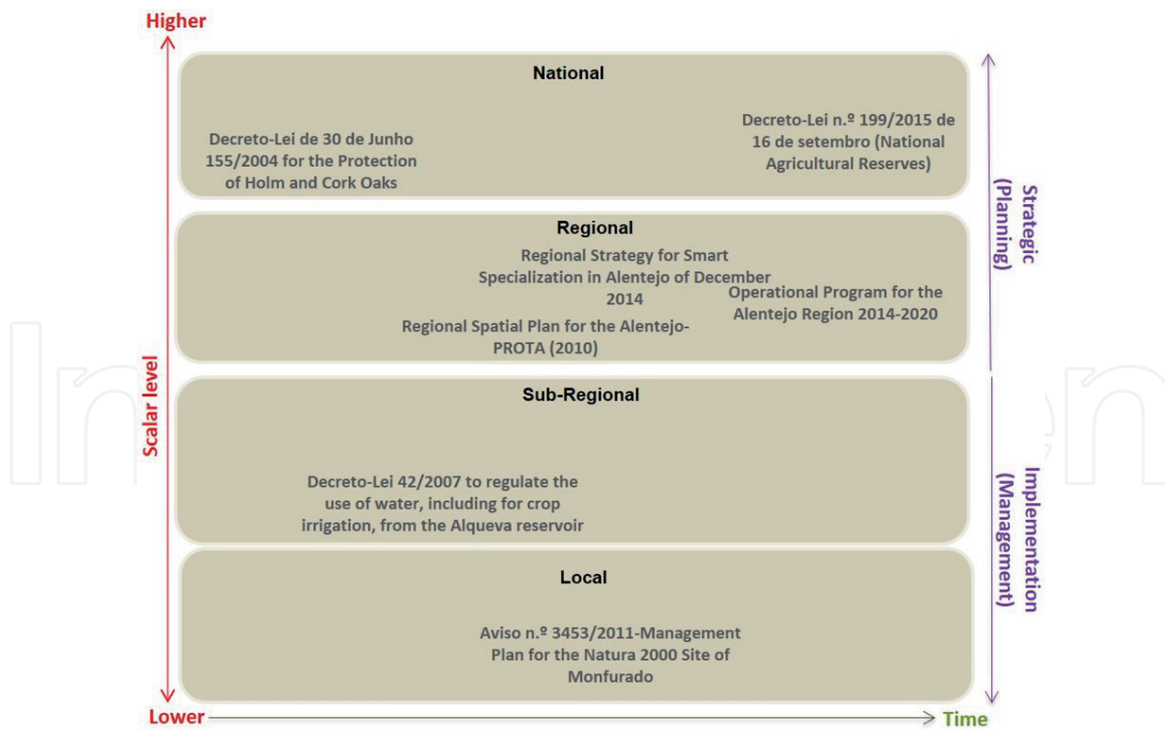 Higher
National
Decreto-Lei de 30 de Junho
155/2004 for the Protection
of Holm and Cork Oaks
Decreto-Lei n.º 199/2015 de
16 de setembro (National
Agricultural Reserves)
Regional
Regional Strategy for Smart
Specialization in Alentejo of December
2014
Operational Program for the
Alentejo Region 2014-2020
Regional Spatial Plan for the Alentejo-
PROTA (2010)
Sub-Regional
Decreto-Lei 42/2007 to regulate the
use of water, including for crop
irrigation, from the Alqueva reservoir
Local
Aviso n.º 3453/2011-Management
Plan for the Natura 2000 Site of
Monfurado
Scalar level
Strategic
(Planning)
Implementation
(Management)
Lower
Time